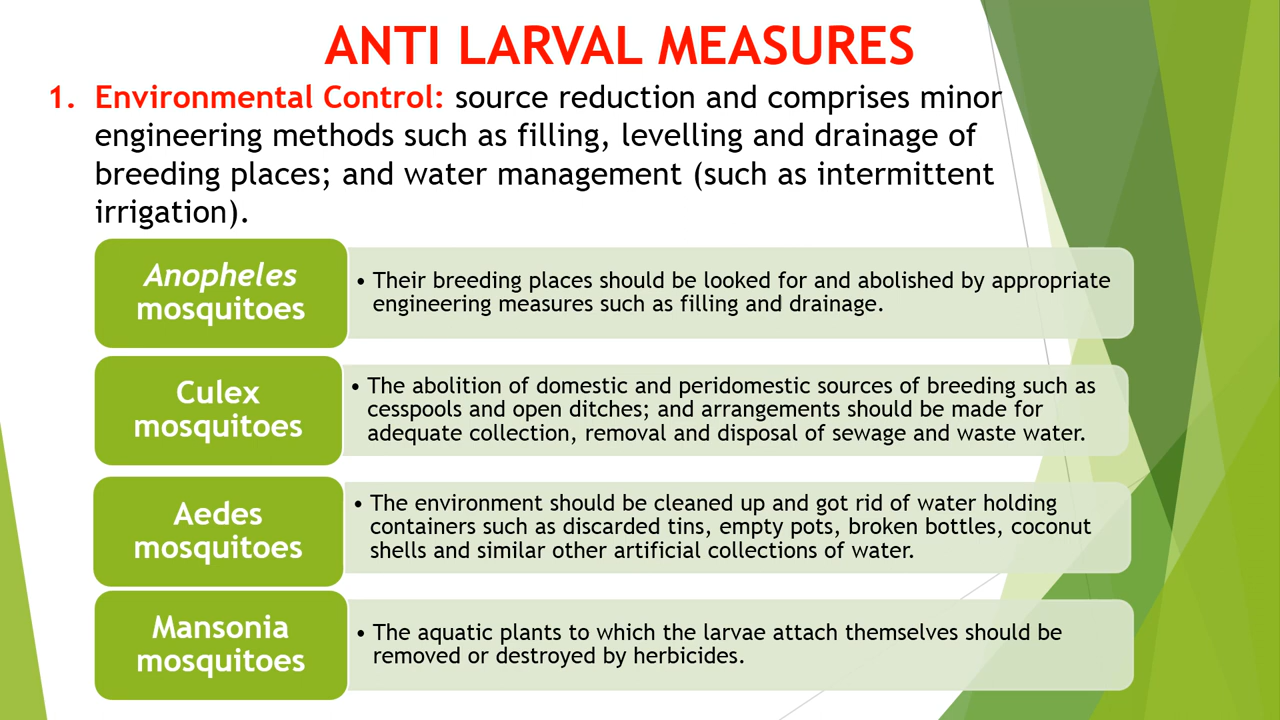 ANTI LARVAL MEASURES
1. Environmental Control: source reduction and comprises minor
engineering methods such as filling, levelling and drainage of
breeding places; and water management (such as intermittent
irrigation).
Anopheles
mosquitoes
• Their breeding places should be looked for and abolished by appropriate
engineering measures such as filling and drainage.
Culex
mosquitoes
• The abolition of domestic and peridomestic sources of breeding such as
cesspools and open ditches; and arrangements should be made for
adequate collection, removal and disposal of sewage and waste water.
Aedes
mosquitoes
• The environment should be cleaned up and got rid of water holding
containers such as discarded tins, empty pots, broken bottles, coconut
shells and similar other artificial collections of water.
Mansonia
mosquitoes
• The aquatic plants to which the larvae attach themselves should be
removed or destroyed by herbicides.